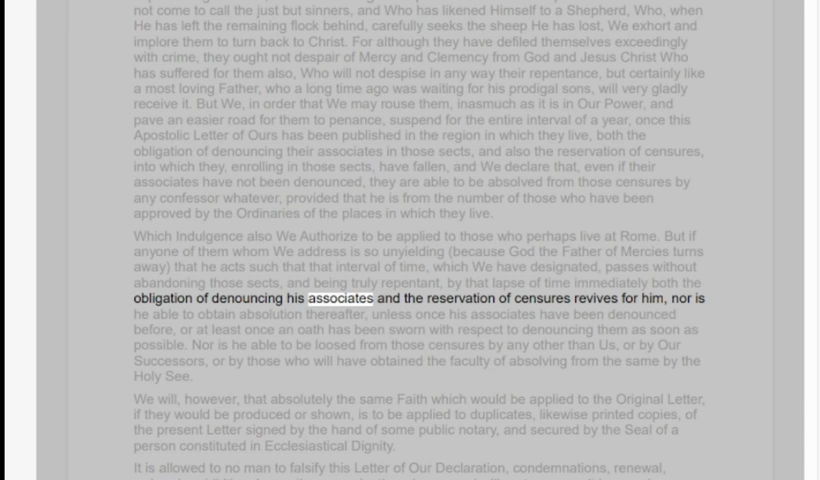 not come to call the just but sinners, and Who has likened Himself to a Shepherd, Who, when
He has left the remaining flock behind, carefully seeks the sheep He has lost, We exhort and
implore them to turn back to Christ. For although they have defiled themselves exceedingly
with crime, they ought not despair of Mercy and Clemency from God and Jesus Christ Who
has suffered for them also, Who will not despise in any way their repentance, but certainly like
a most loving Father, who a long time ago was waiting for his prodigal sons, will very gladly
receive it. But We, in order that We may rouse them, inasmuch as it is in Our Power, and
pave an easier road for them to penance, suspend for the entire interval of a year, once this
Apostolic Letter of Ours has been published in the region in which they live, both the
obligation of denouncing their associates in those sects, and also the reservation of censures,
into which they, enrolling in those sects, have fallen, and We declare that, even if their
associates have not been denounced, they are able to be absolved from those censures by
any confessor whatever, provided that he is from the number of those who have been
approved by the Ordinaries of the places in which they live.
Which Indulgence also We Authorize to be applied to those who perhaps live at Rome. But if
anyone of them whom We address is so unyielding (because God the Father of Mercies turns
away) that he acts such that that interval of time, which We have designated, passes without
abandoning those sects, and being truly repentant, by that lapse of time immediately both the
obligation of denouncing his associates and the reservation of censures revives for him, nor is
he able to obtain absolution thereafter, unless once his associates have been denounced
before, or at least once an oath has been sworn with respect to denouncing them as soon as
possible. Nor is he able to be loosed from those censures by any other than Us, or by Our
Successors, or by those who will have obtained the faculty of absolving from the same by the
Holy See.
We will, however, that absolutely the same Faith which would be applied to the Original Letter,
if they would be produced or shown, is to be applied to duplicates, likewise printed copies, of
the present Letter signed by the hand of some public notary, and secured by the Seal of a
person constituted in Ecclesiastical Dignity.
It is allowed to no man to falsify this Letter of Our Declaration, condemnations, renewal,